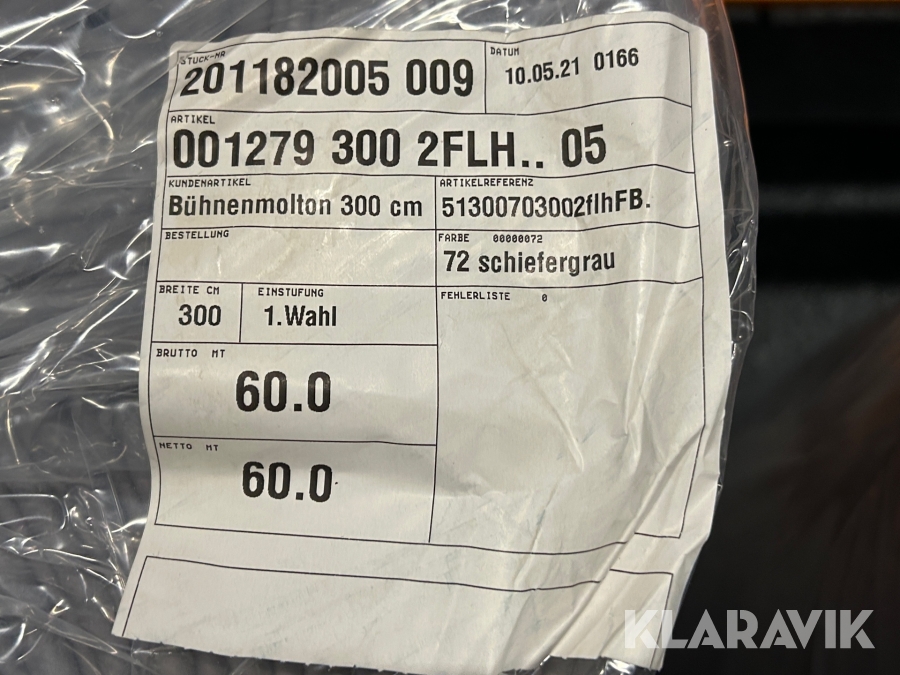 STUCK-NR
201182005 009
DATUM
10.05.21 0166
ARTIKEL
001279 300 2FLH.. 05
KUNDENARTIKEL
Bühnenmolton 300 cm
ARTIKELREFERENZ
51300703002flhFB.
BESTELLUNG
FARBE 00000072
72 schiefergrau
BREITE CM
300
EINSTUFUNG
1.Wahl
FEHLERLISTE 0
BRUTTO MT
60.0
NETTO MT
60.0
KLARAVIK